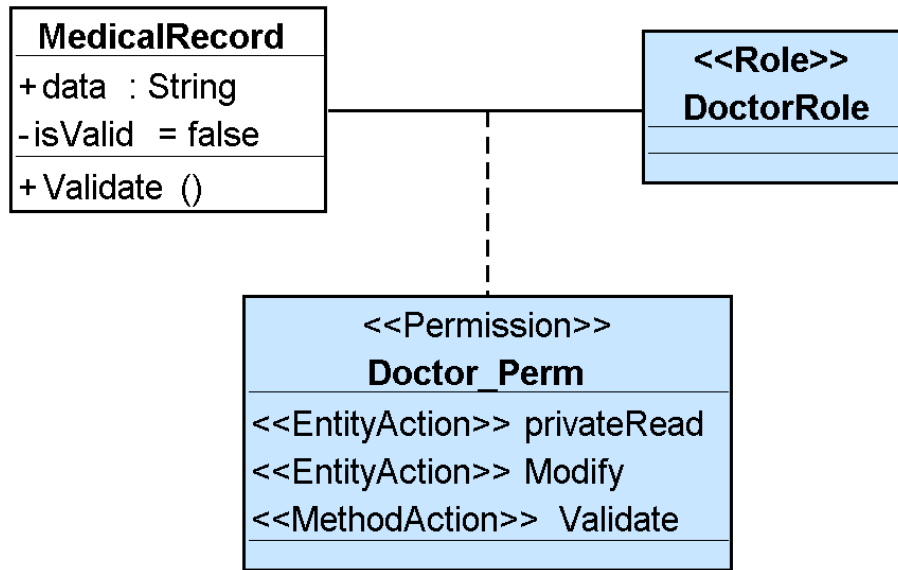 MedicalRecord
+ data : String
- isValid = false
+ Validate ()
<<Role>>
DoctorRole
<<Permission>>
Doctor_Perm
<<EntityAction>> privateRead
<<EntityAction>> Modify
<<MethodAction>> Validate